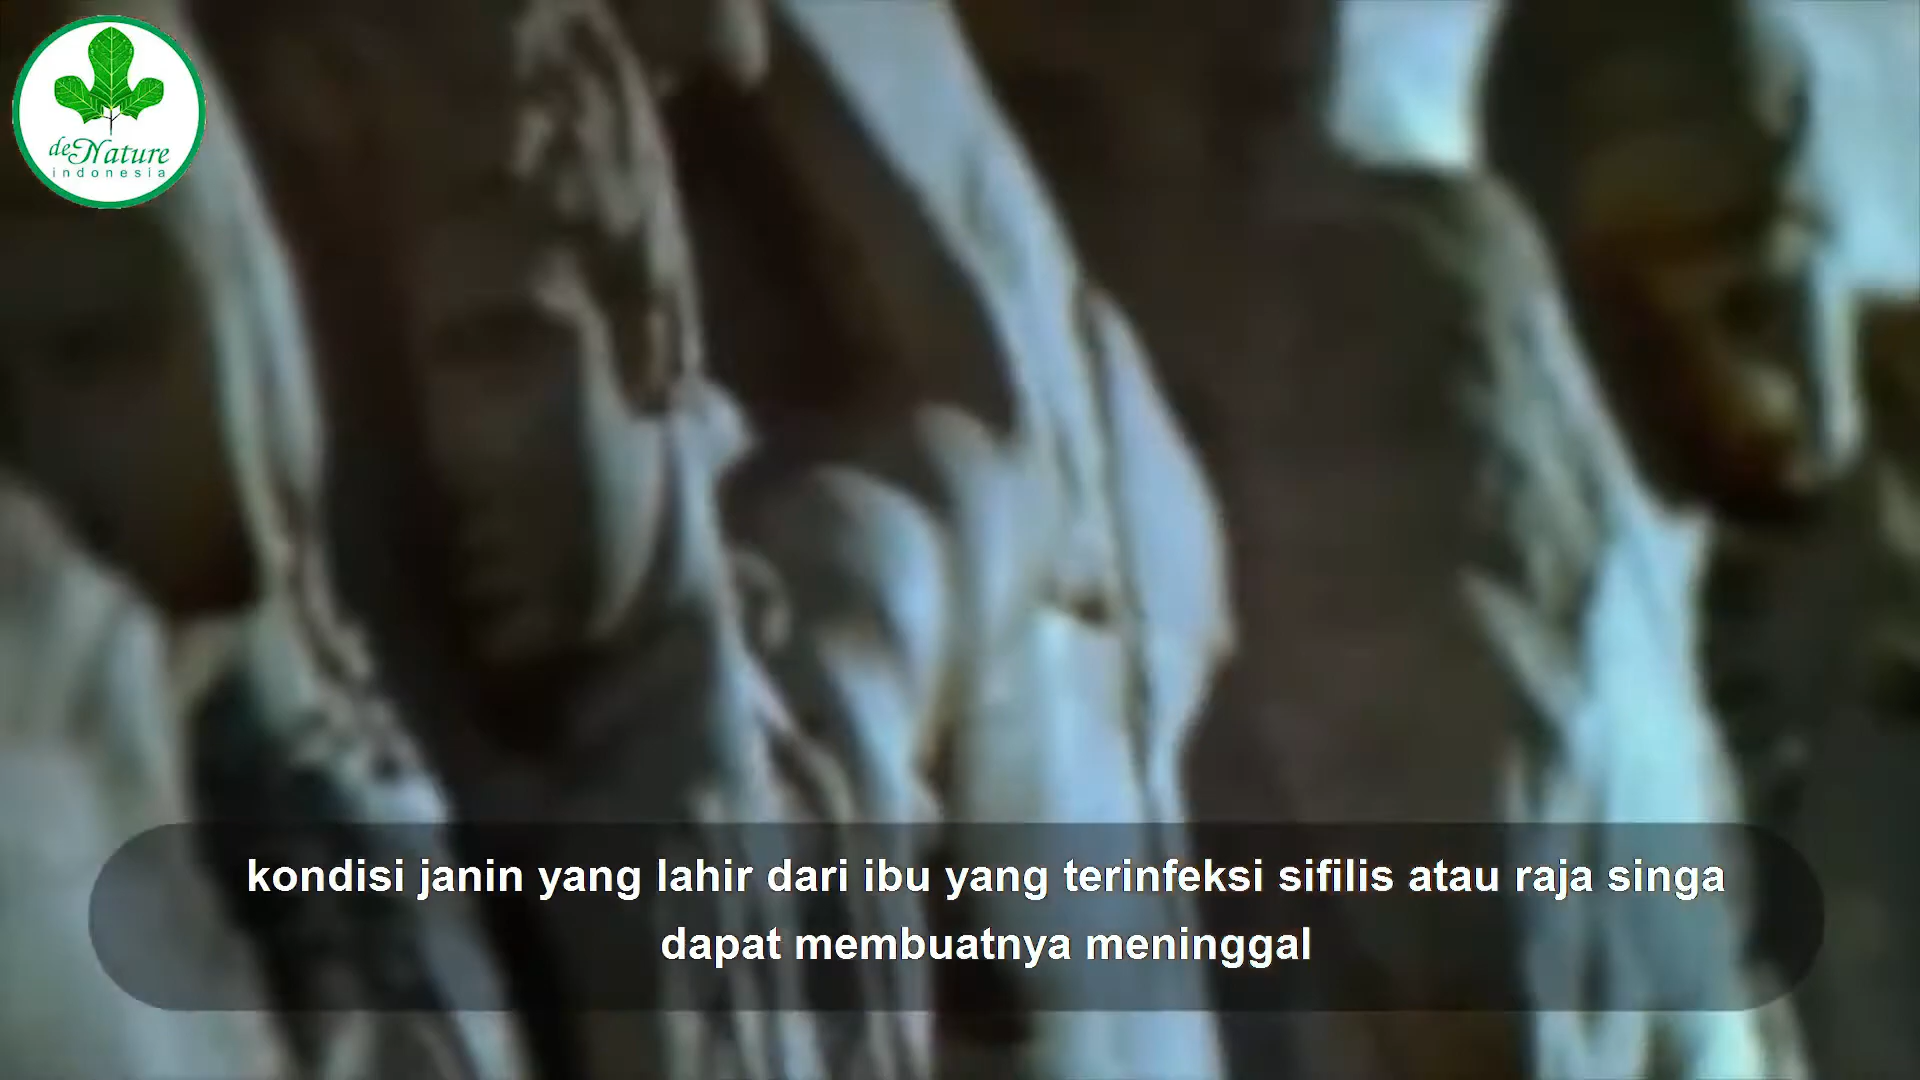 deNature
indonesia
kondisi janin yang lahir dari ibu yang terinfeksi sifilis atau raja singa
dapat membuatnya meninggal